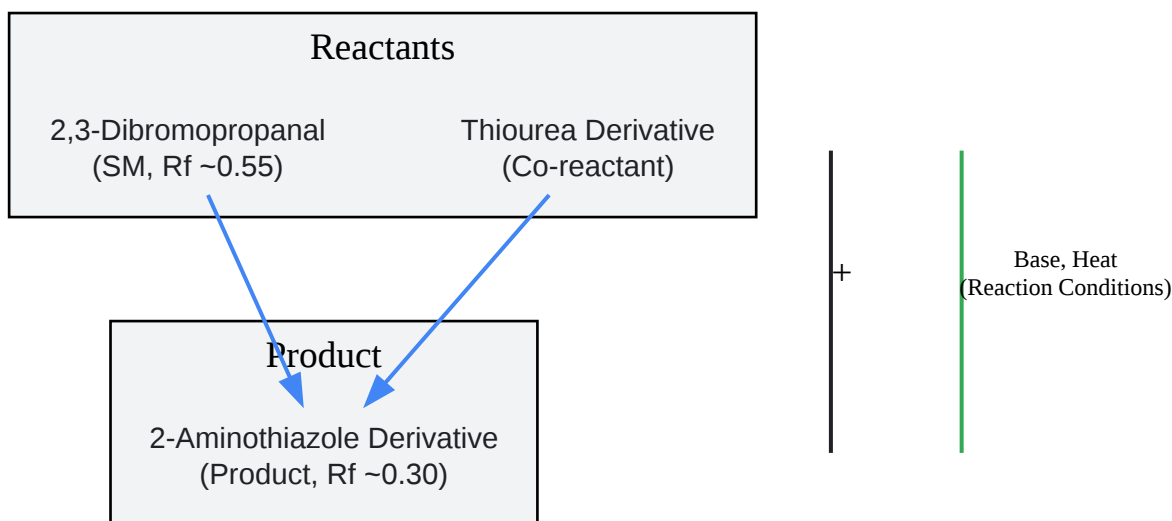 Reactants
2,3-Dibromopropanal
(SM, Rf ~0.55)
Thiourea Derivative
(Co-reactant)
+
Base, Heat
(Reaction Conditions)
Product
2-Aminothiazole Derivative
(Product, Rf ~0.30)